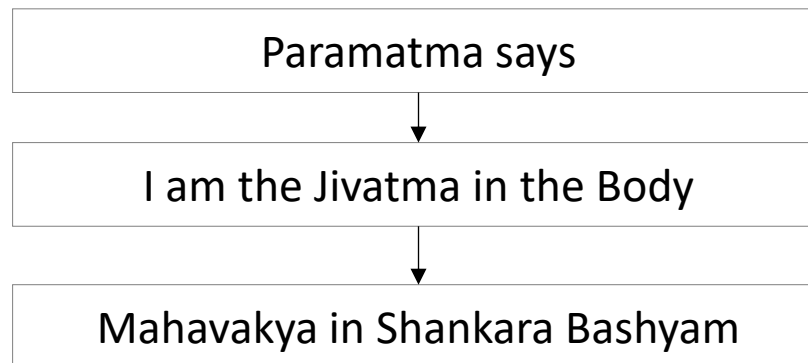 Paramatma says
I am the Jivatma in the Body
Mahavakya in Shankara Bashyam